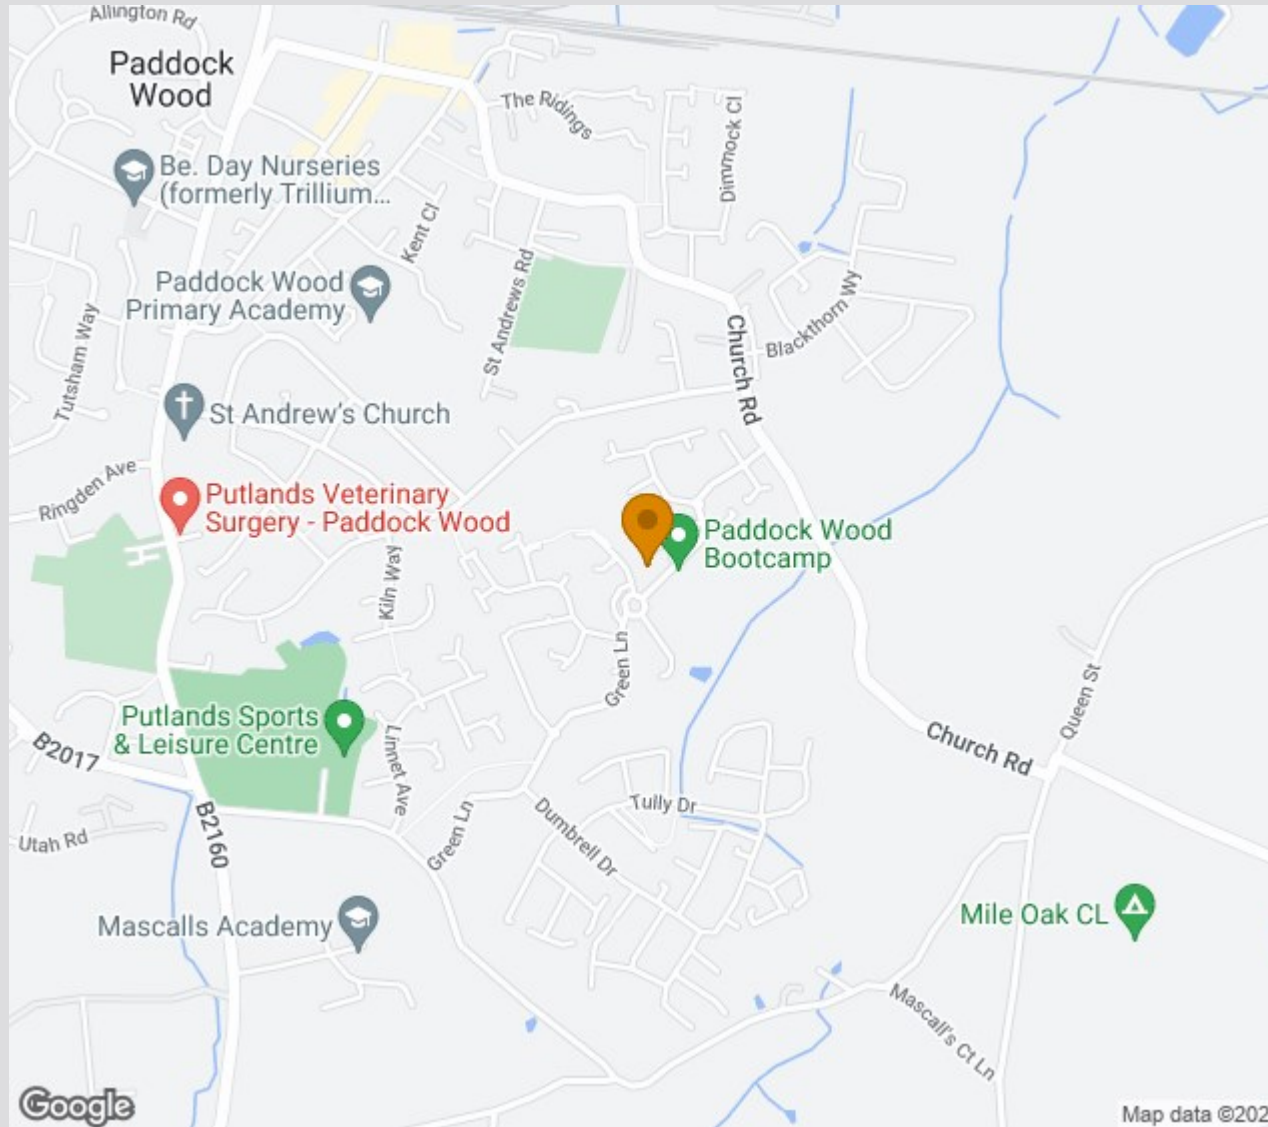 Allington Rd
Paddock
Wood
The Ridings
Dimmock Cl
Be. Day Nurseries
(formerly Trillium...
Kent Cl
Paddock Wood
Primary Academy
St Andrews Rd
Blackthorn Wy
Tutsham Way
Church Rd
St Andrew's Church
Ringden Ave
Putlands Veterinary
Surgery - Paddock Wood
Paddock Wood
Bootcamp
Kiln Way
Green Ln
Queen St
Putlands Sports
& Leisure Centre
B2017
Linnet Ave
Church Rd
Tully Dr
Utah Rd
B2160
Green Ln
Dumbrell Dr
Mascalls Academy
Mile Oak CL
Mascall's Ct Ln
Google
Map data ©202